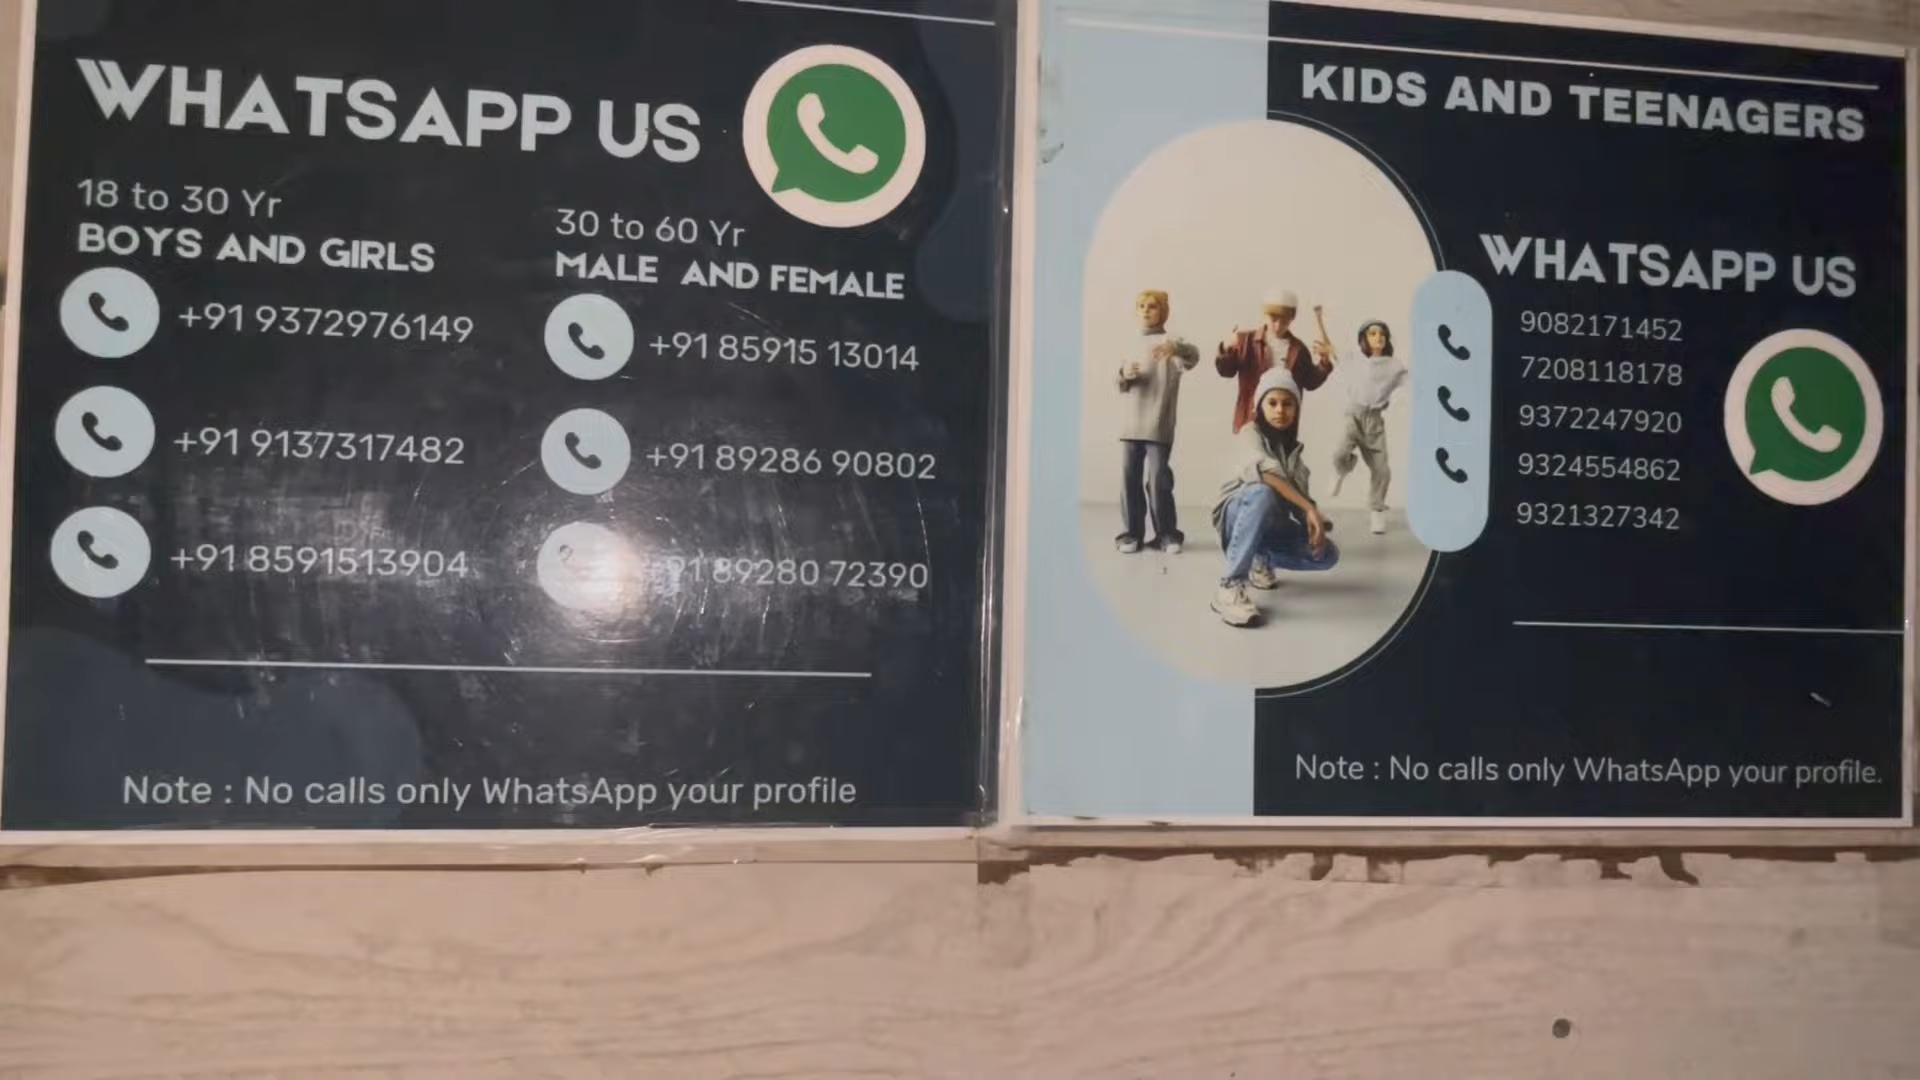 WHATSAPP US
18 to 30 Yr
BOYS AND GIRLS
+91 9372976149
+91 9137317482
+91 8591513904
30 to 60 Yr
MALE AND FEMALE
+91 85915 13014
+91 89286 90802
91 89280 72390
Note : No calls only WhatsApp your profile
KIDS AND TEENAGERS
WHATSAPP US
9082171452
7208118178
9372247920
9324554862
9321327342
Note : No calls only WhatsApp your profile.